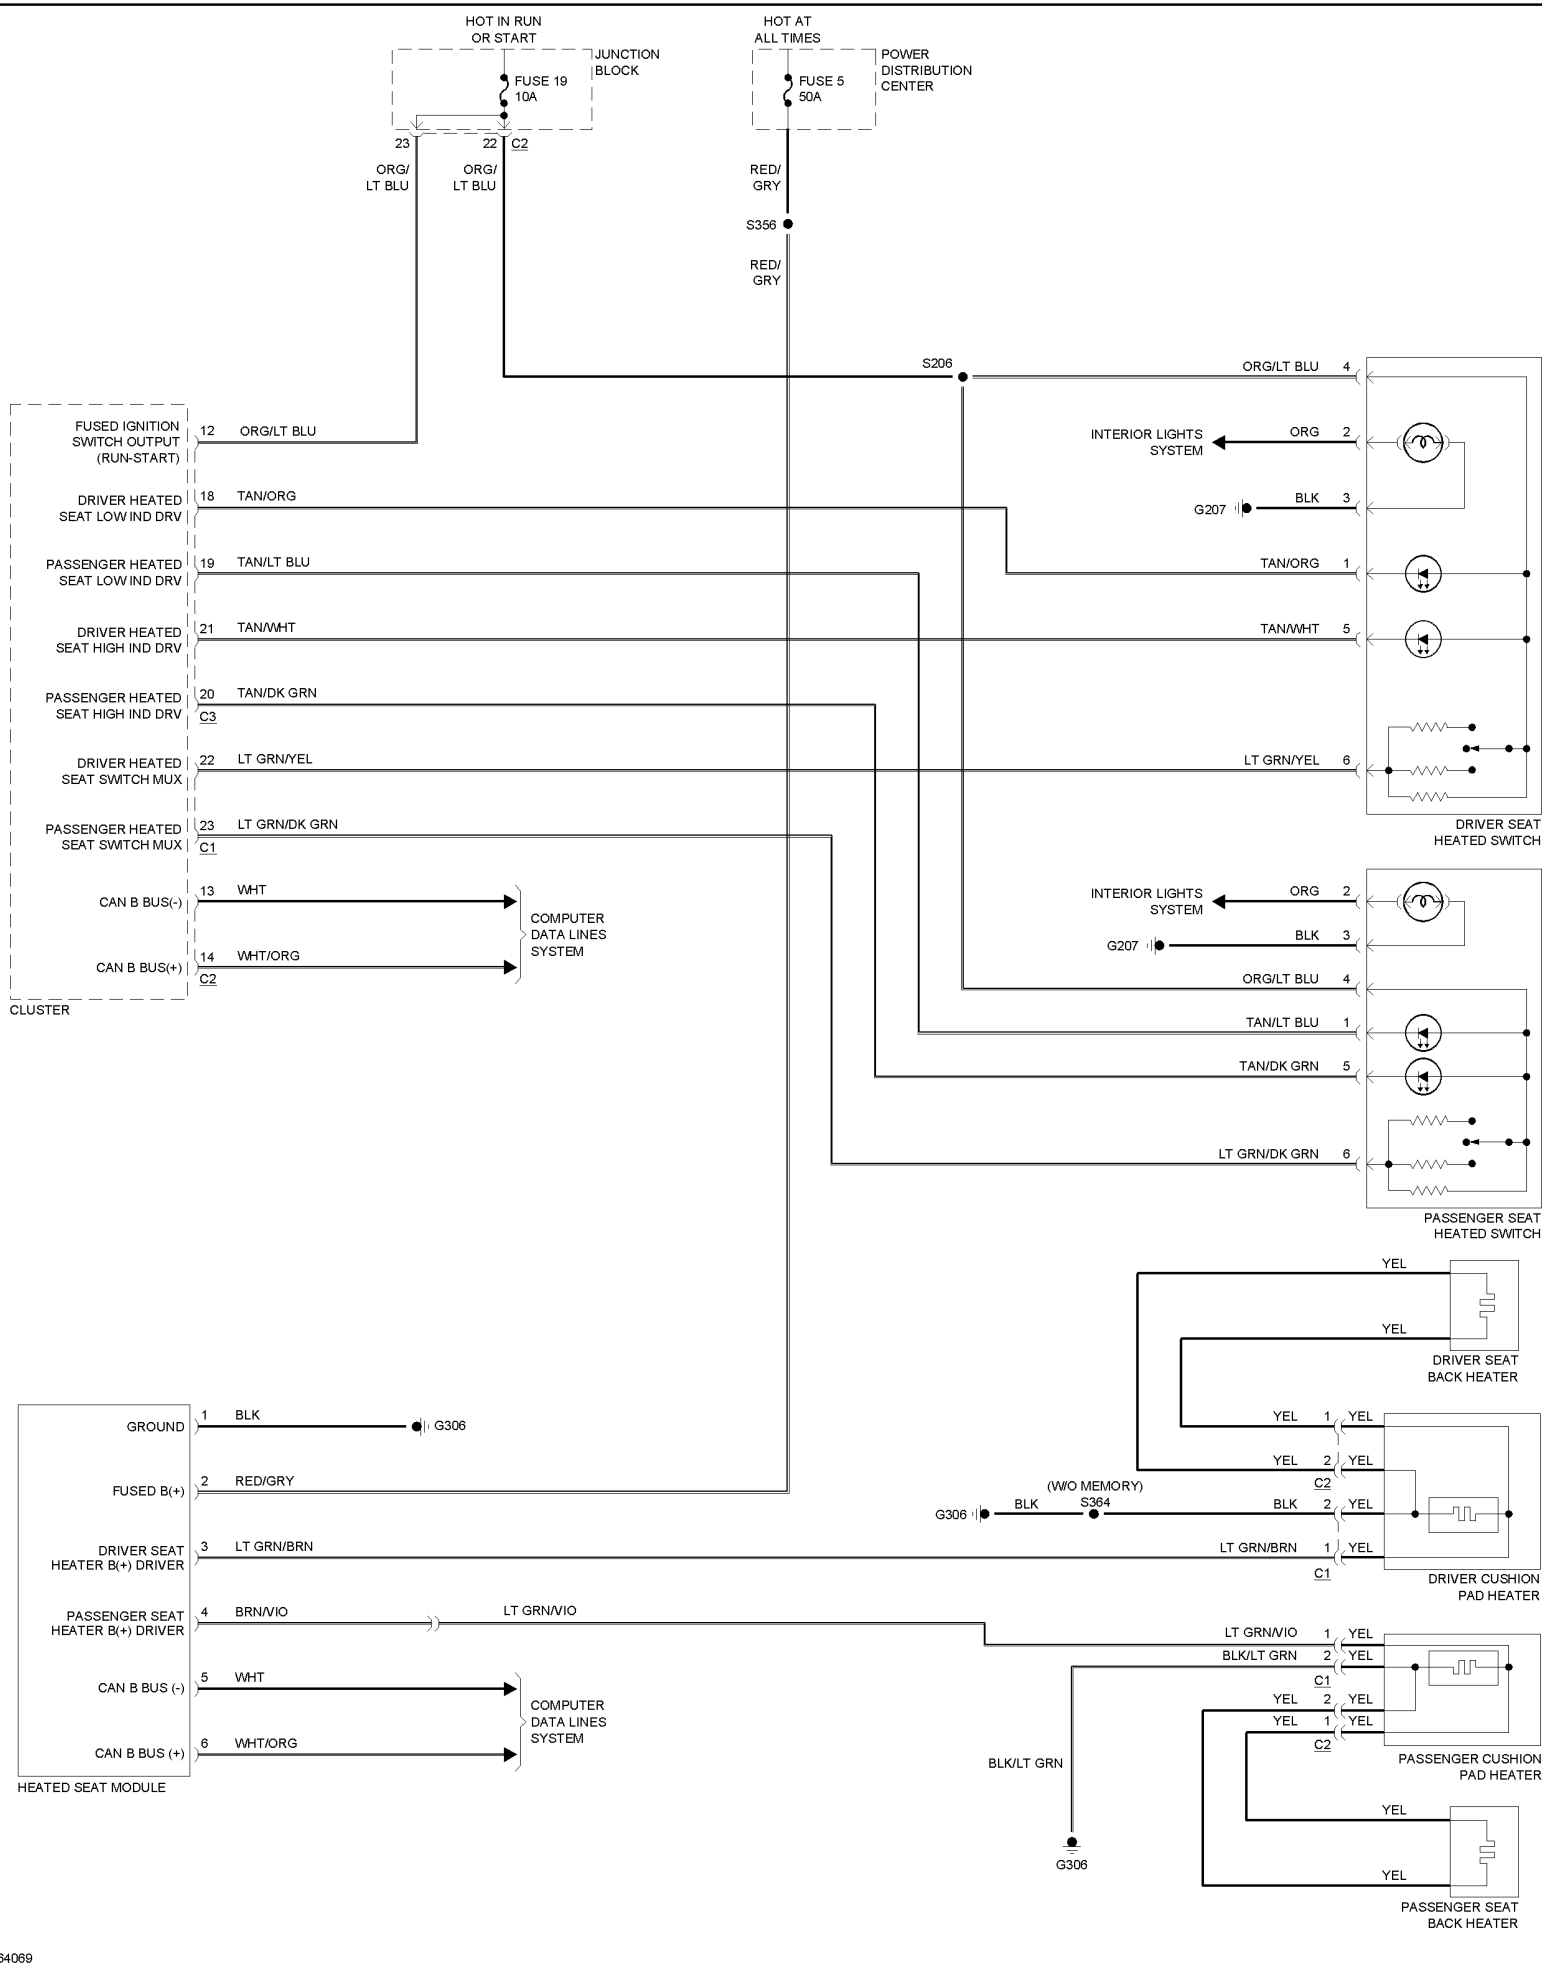 HOT IN RUN
OR START
HOT AT
ALL TIMES
JUNCTION
BLOCK
FUSE 19
10A
POWER
DISTRIBUTION
CENTER
FUSE 5
50A
23
22 C2
ORG/
LT BLU
ORG/
LT BLU
RED/
GRY
S356
RED/
GRY
S206
ORG/LT BLU 4
INTERIOR LIGHTS
SYSTEM
ORG 2
G207
BLK 3
TAN/ORG 1
TAN/WHT 5
LT GRN/YEL 6
DRIVER SEAT
HEATED SWITCH
FUSED IGNITION
SWITCH OUTPUT
(RUN-START)
12 ORG/LT BLU
DRIVER HEATED
SEAT LOW IND DRV
18 TAN/ORG
PASSENGER HEATED
SEAT LOW IND DRV
19 TAN/LT BLU
DRIVER HEATED
SEAT HIGH IND DRV
21 TAN/WHT
PASSENGER HEATED
SEAT HIGH IND DRV
20 TAN/DK GRN
C3
DRIVER HEATED
SEAT SWITCH MUX
22 LT GRN/YEL
PASSENGER HEATED
SEAT SWITCH MUX
23 LT GRN/DK GRN
C1
CAN B BUS(-)
13 WHT
CAN B BUS(+)
14 WHT/ORG
C2
COMPUTER
DATA LINES
SYSTEM
CLUSTER
INTERIOR LIGHTS
SYSTEM
ORG 2
G207
BLK 3
ORG/LT BLU 4
TAN/LT BLU 1
TAN/DK GRN 5
LT GRN/DK GRN 6
PASSENGER SEAT
HEATED SWITCH
YEL
YEL
DRIVER SEAT
BACK HEATER
GROUND
1 BLK
G306
FUSED B(+)
2 RED/GRY
DRIVER SEAT
HEATER B(+) DRIVER
3 LT GRN/BRN
PASSENGER SEAT
HEATER B(+) DRIVER
4 BRN/VIO
LT GRN/VIO
CAN B BUS (-)
5 WHT
CAN B BUS (+)
6 WHT/ORG
COMPUTER
DATA LINES
SYSTEM
HEATED SEAT MODULE
YEL 1 YEL
YEL 2 YEL
C2
(W/O MEMORY)
S364
G306
BLK
BLK 2 YEL
LT GRN/BRN 1 YEL
C1
DRIVER CUSHION
PAD HEATER
LT GRN/VIO 1 YEL
BLK/LT GRN 2 YEL
C1
YEL 2 YEL
YEL 1 YEL
C2
PASSENGER CUSHION
PAD HEATER
BLK/LT GRN
G306
YEL
YEL
PASSENGER SEAT
BACK HEATER
64069